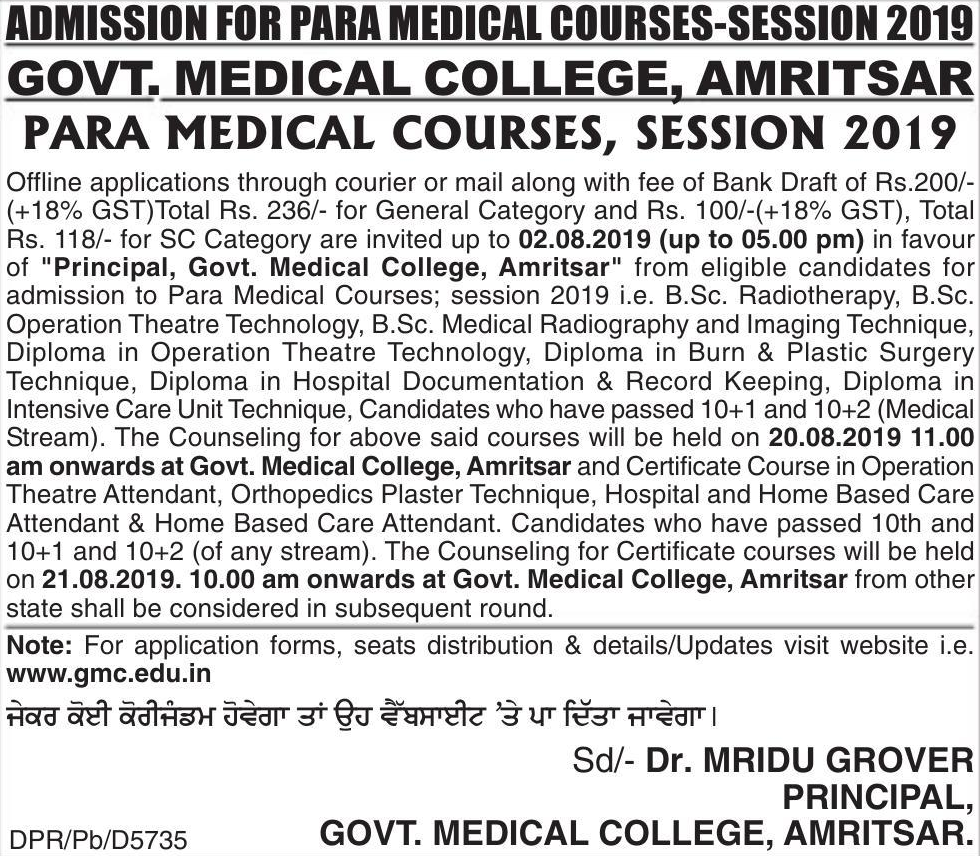 ADMISSION FOR PARA MEDICAL COURSES-SESSION 2019
GOVT. MEDICAL COLLEGE, AMRITSAR
PARA MEDICAL COURSES, SESSION 2019
Offline applications through courier or mail along with fee of Bank Draft of Rs.200/-
(+18% GST)Total Rs. 236/- for General Category and Rs. 100/-(+18% GST), Total
Rs. 118/- for SC Category are invited up to 02.08.2019 (up to 05.00 pm) in favour
of "Principal, Govt. Medical College, Amritsar" from eligible candidates for
admission to Para Medical Courses; session 2019 i.e. B.Sc. Radiotherapy, B.Sc.
Operation Theatre Technology, B.Sc. Medical Radiography and Imaging Technique,
Diploma in Operation Theatre Technology, Diploma in Burn & Plastic Surgery
Technique, Diploma in Hospital Documentation & Record Keeping, Diploma in
Intensive Care Unit Technique, Candidates who have passed 10+1 and 10+2 (Medical
Stream). The Counseling for above said courses will be held on 20.08.2019 11.00
am onwards at Govt. Medical College, Amritsar and Certificate Course in Operation
Theatre Attendant, Orthopedics Plaster Technique, Hospital and Home Based Care
Attendant & Home Based Care Attendant. Candidates who have passed 10th and
10+1 and 10+2 (of any stream). The Counseling for Certificate courses will be held
on 21.08.2019. 10.00 am onwards at Govt. Medical College, Amritsar from other
state shall be considered in subsequent round.
Note: For application forms, seats distribution & details/Updates visit website i.e.
www.gmc.edu.in
ਜੇਕਰ ਕੋਈ ਕੋਰੀਜੰਡਮ ਹੋਵੇਗਾ ਤਾਂ ਉਹ ਵੈੱਬਸਾਈਟ 'ਤੇ ਪਾ ਦਿੱਤਾ ਜਾਵੇਗਾ।
Sd/- Dr. MRIDU GROVER
PRINCIPAL,
DPR/Pb/D5735 GOVT. MEDICAL COLLEGE, AMRITSAR.